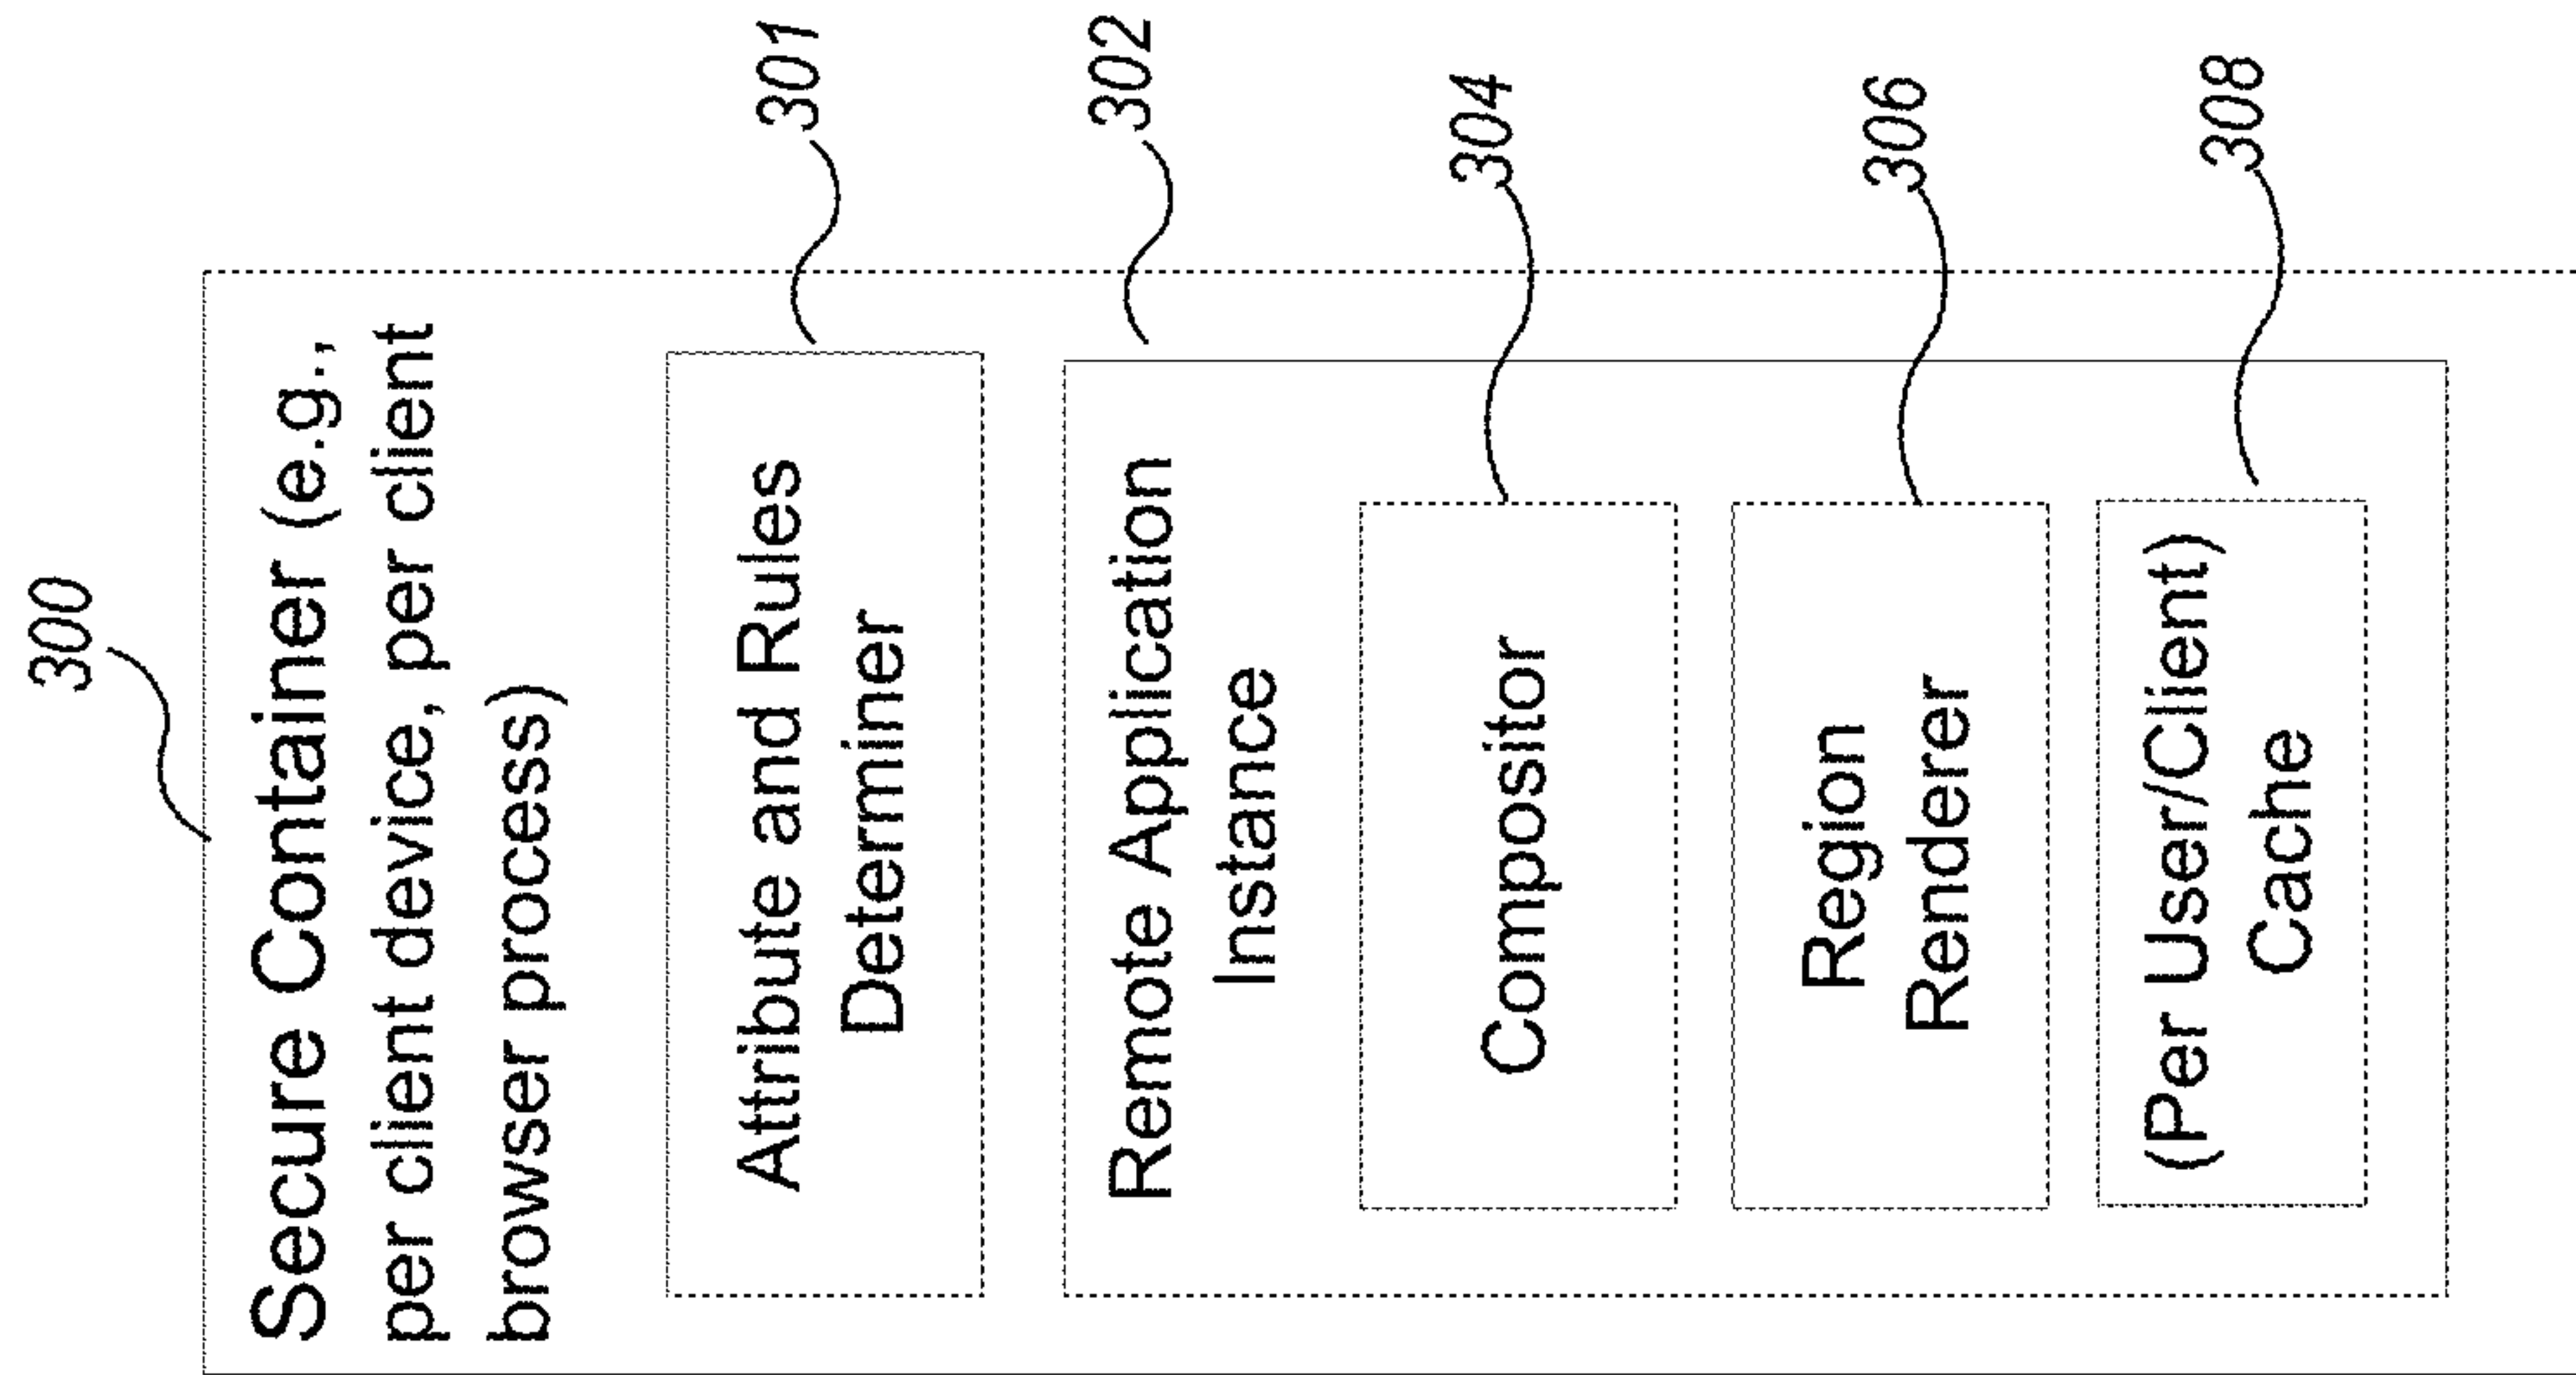 300
Secure Container (e.g.,
per client device, per client
browser process)
301
Attribute and Rules
Determiner
302
Remote Application
Instance
304
Compositor
306
Region
Renderer
308
(Per User/Client)
Cache